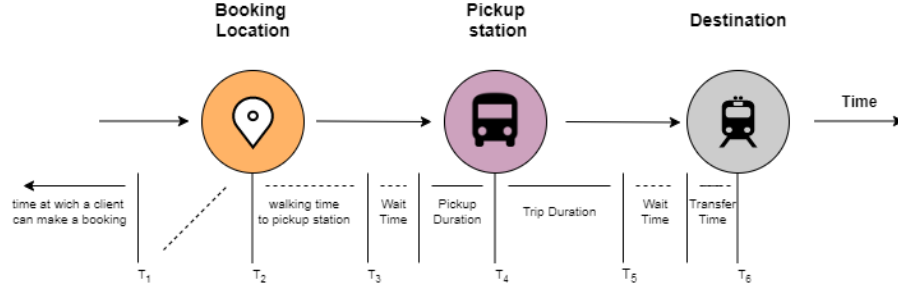 Booking
Location
Pickup
station
Destination
Time
time at wich a client
can make a booking
walking time
to pickup station
Wait
Time
Pickup
Duration
Trip Duration
Wait
Time
Transfer
Time
T1
T2
T3
T4
T5
T6